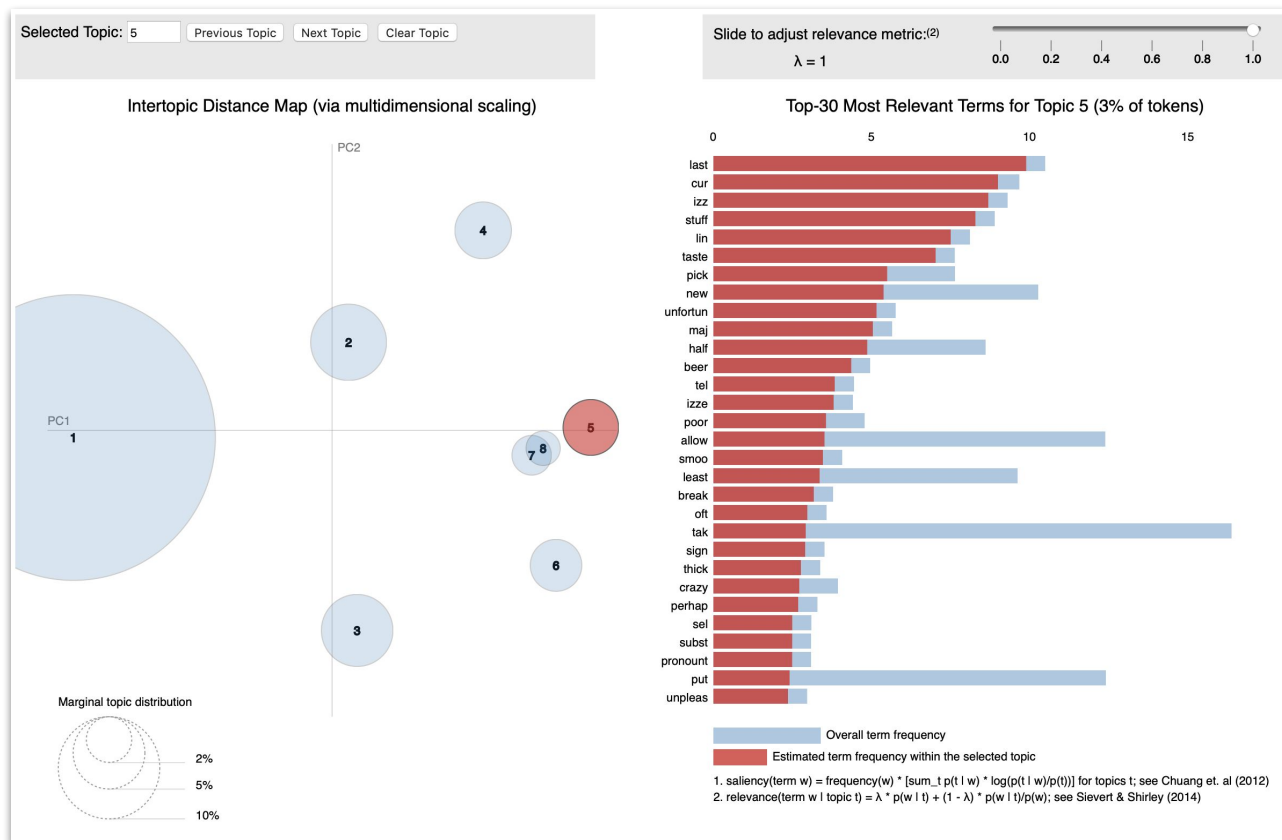 Selected Topic: 5 Previous Topic Next Topic Clear Topic
Slide to adjust relevance metric:(2)
λ = 1
0.0 0.2 0.4 0.6 0.8 1.0
Intertopic Distance Map (via multidimensional scaling)
PC2
PC1
4
2
1
5
8
7
6
3
Marginal topic distribution
2%
5%
10%
Top-30 Most Relevant Terms for Topic 5 (3% of tokens)
0 5 10 15
last
cur
izz
stuff
lin
taste
pick
new
unfortun
maj
half
beer
tel
izze
poor
allow
smoo
least
break
oft
tak
sign
thick
crazy
perhap
sel
subst
pronount
put
unpleas
Overall term frequency
Estimated term frequency within the selected topic
1. saliency(term w) = frequency(w) * [sum_t p(t | w) * log(p(t | w)/p(t))] for topics t; see Chuang et. al (2012)
2. relevance(term w | topic t) = λ * p(w | t) + (1 - λ) * p(w | t)/p(w); see Sievert & Shirley (2014)